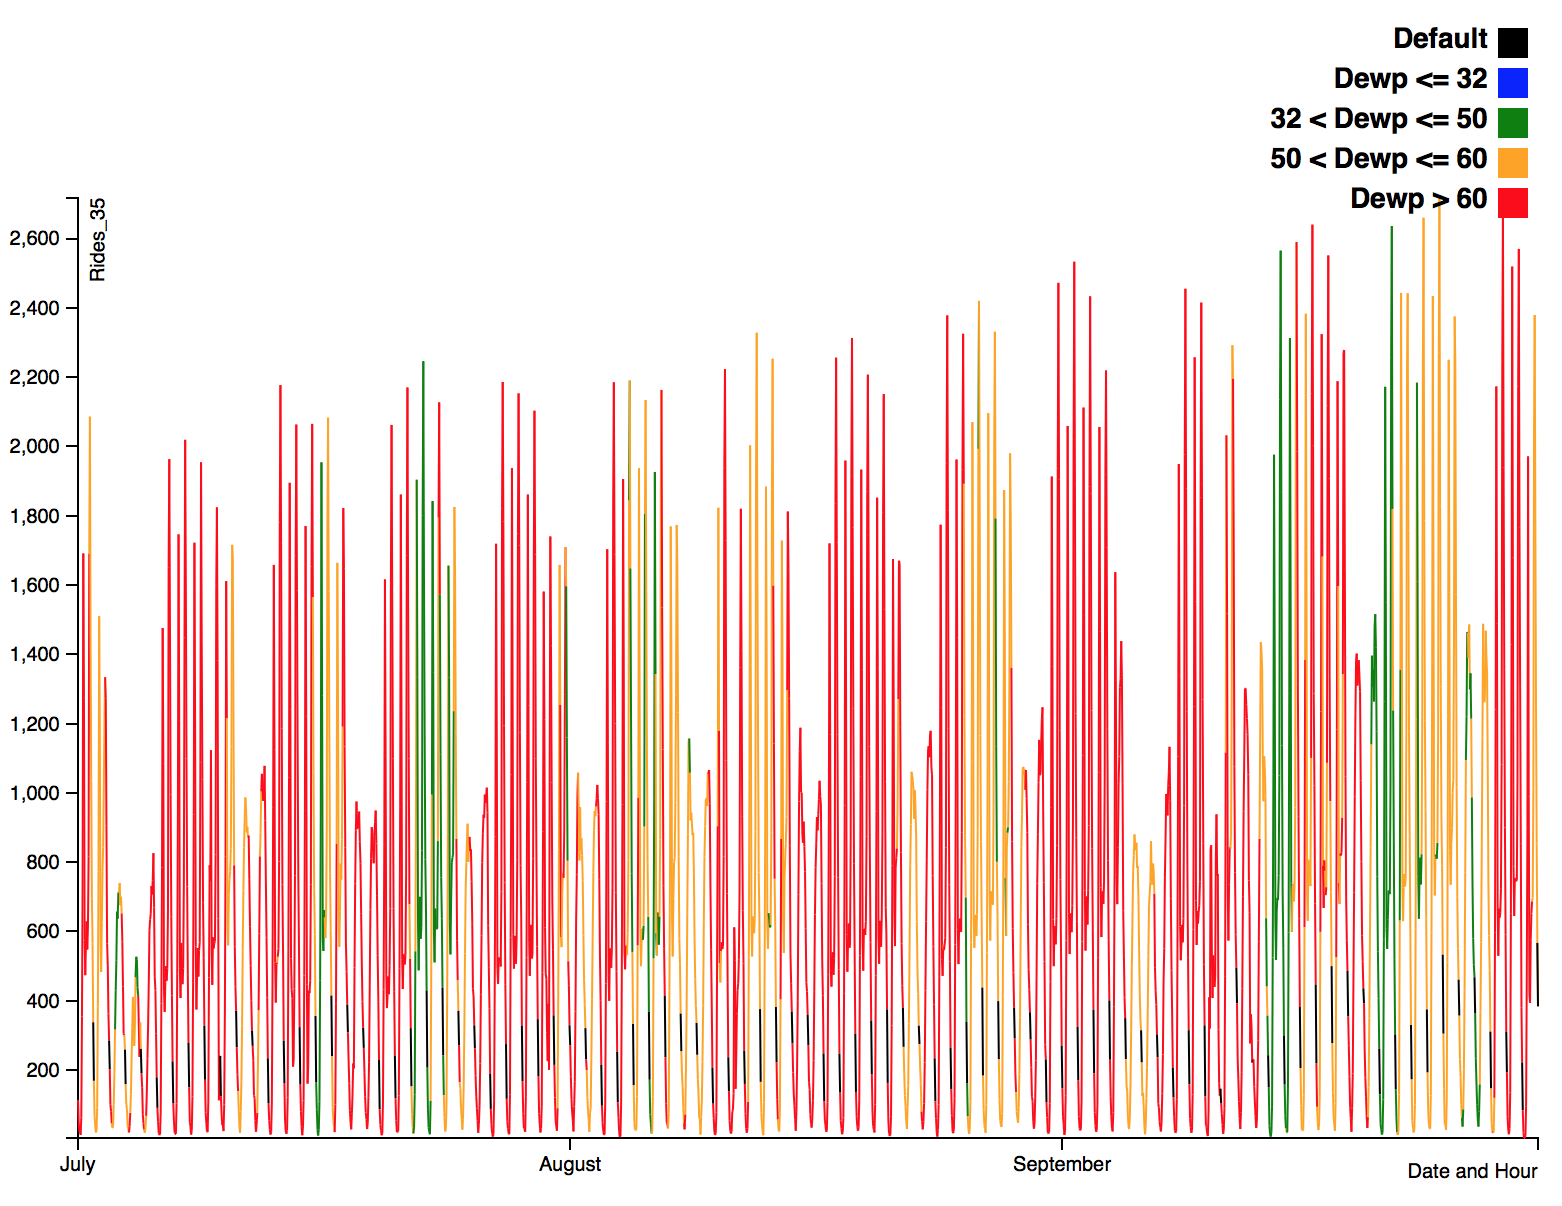 Default
Dewp <= 32
32 < Dewp <= 50
50 < Dewp <= 60
Dewp > 60
Rides_35
2,600
2,400
2,200
2,000
1,800
1,600
1,400
1,200
1,000
800
600
400
200
July
August
September
Date and Hour